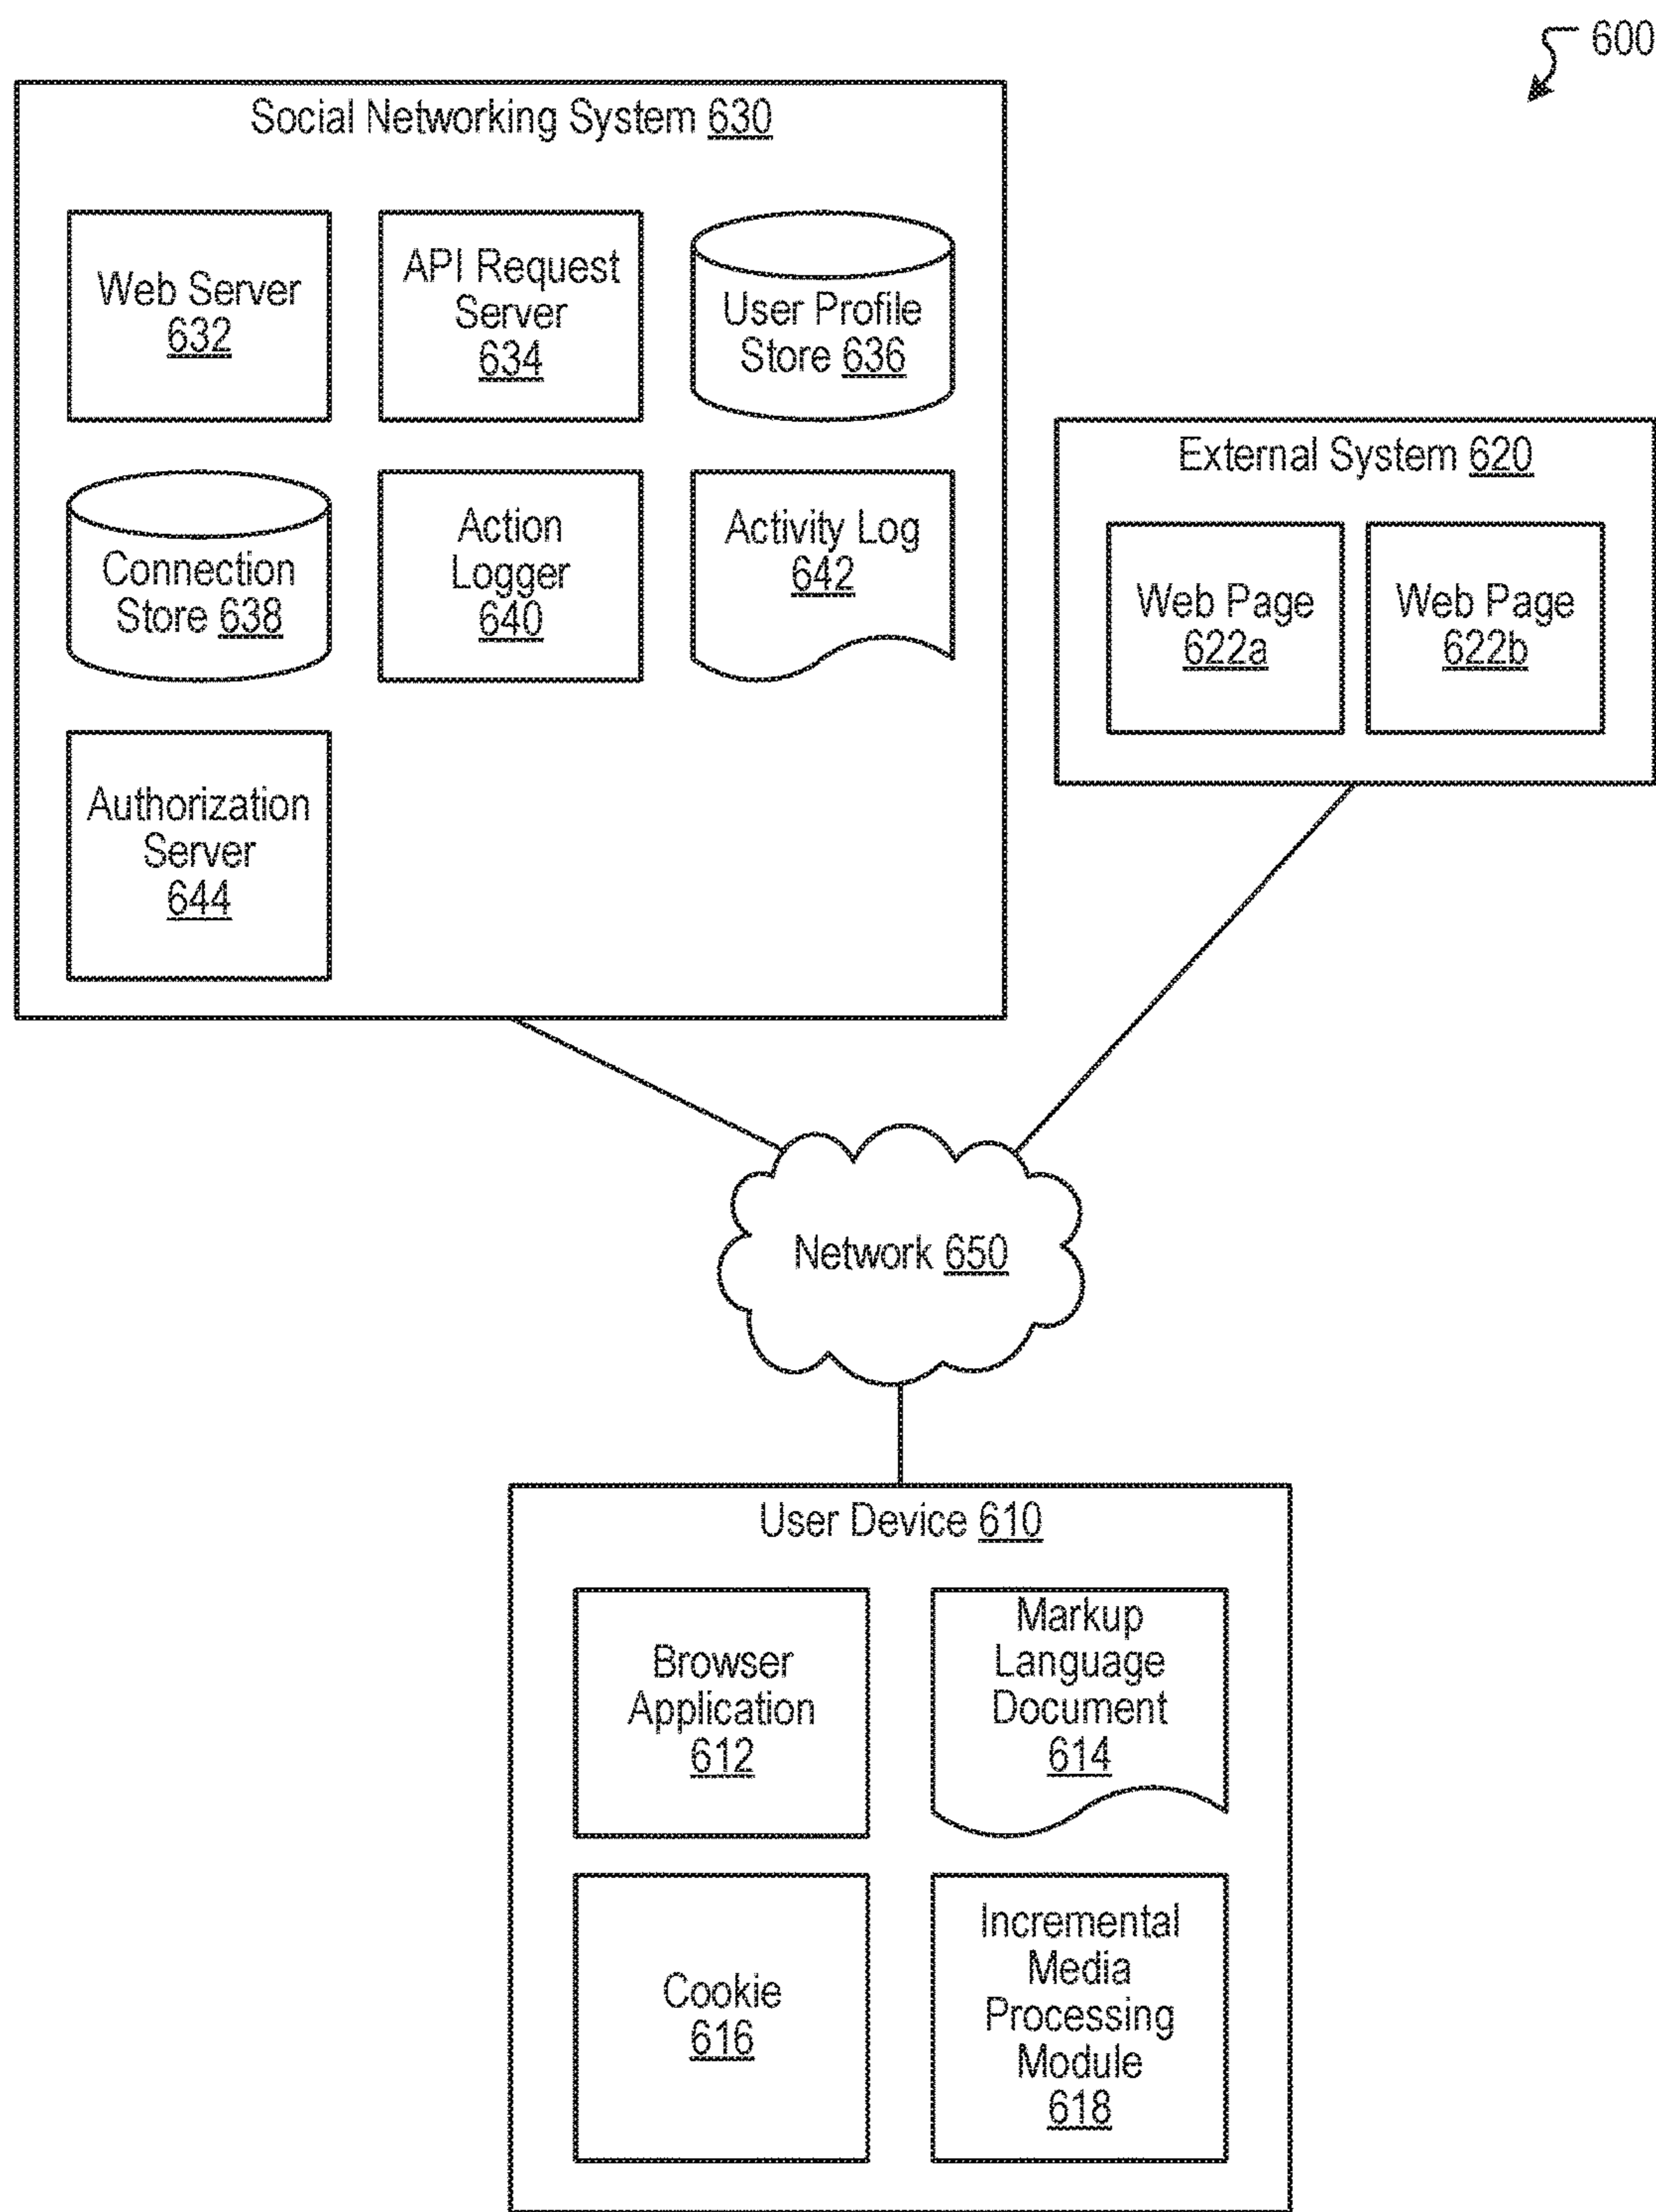 600
Social Networking System 630
Web Server
632
API Request
Server
634
User Profile
Store 636
Connection
Store 638
Action
Logger
640
Activity Log
642
Authorization
Server
644
External System 620
Web Page
622a
Web Page
622b
Network 650
User Device 610
Browser
Application
612
Markup
Language
Document
614
Cookie
616
Incremental
Media
Processing
Module
618